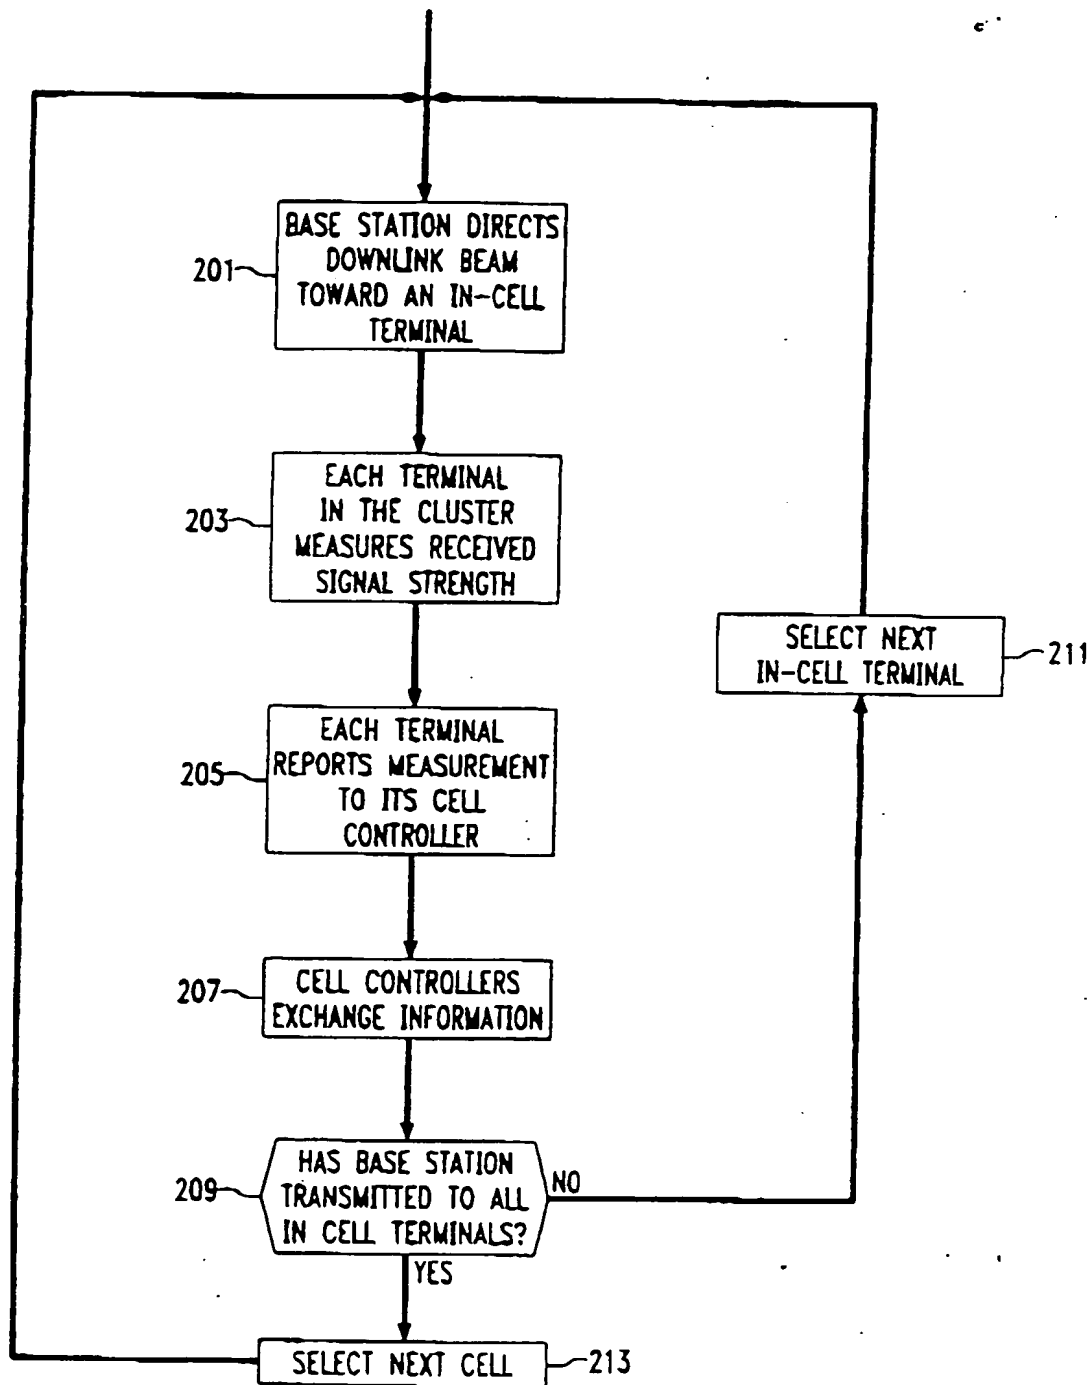 BASE STATION DIRECTS
DOWNLINK BEAM
TOWARD AN IN-CELL
TERMINAL
201
EACH TERMINAL
IN THE CLUSTER
MEASURES RECEIVED
SIGNAL STRENGTH
203
SELECT NEXT
IN-CELL TERMINAL
211
EACH TERMINAL
REPORTS MEASUREMENT
TO ITS CELL
CONTROLLER
205
CELL CONTROLLERS
EXCHANGE INFORMATION
207
HAS BASE STATION
TRANSMITTED TO ALL
IN CELL TERMINALS?
209
NO
YES
SELECT NEXT CELL
213